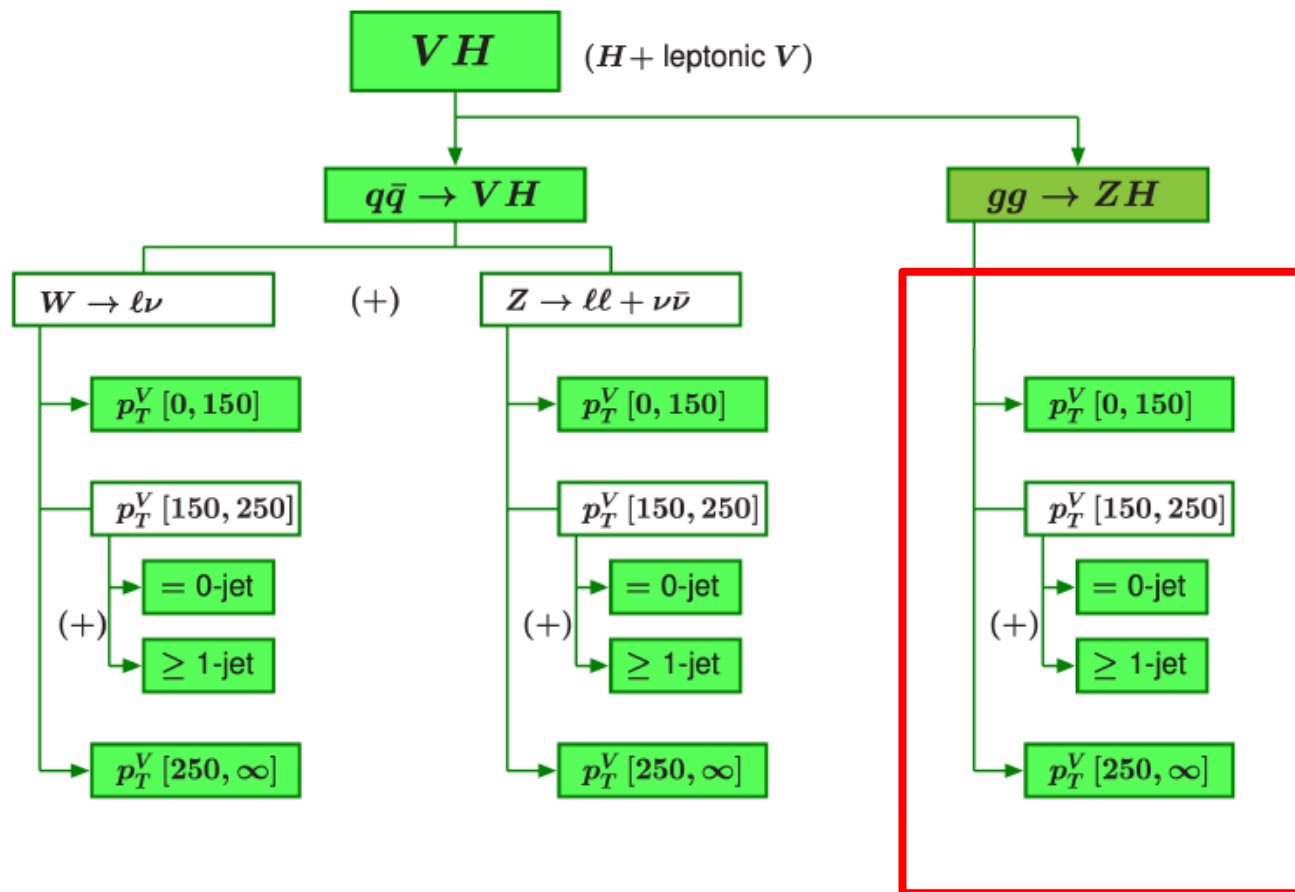 VH (H+ leptonic V)
qq̄ → VH gg → ZH
W → ℓν (+) Z → ℓℓ + νν̄
p_T^V [0, 150] p_T^V [0, 150] p_T^V [0, 150]
p_T^V [150, 250] p_T^V [150, 250] p_T^V [150, 250]
= 0-jet = 0-jet = 0-jet
(+) (+) (+)
≥ 1-jet ≥ 1-jet ≥ 1-jet
p_T^V [250, ∞] p_T^V [250, ∞] p_T^V [250, ∞]